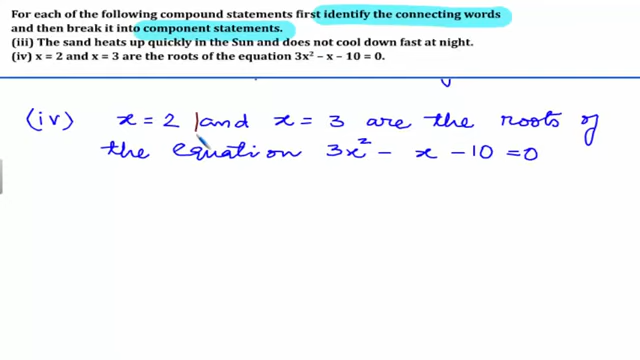 For each of the following compound statements first identify the connecting words
and then break it into component statements.
(iii) The sand heats up quickly in the Sun and does not cool down fast at night.
(iv) x = 2 and x = 3 are the roots of the equation 3x² – x – 10 = 0.
(iv) x = 2 and x = 3 are the roots of
the equation 3x² – x – 10 = 0